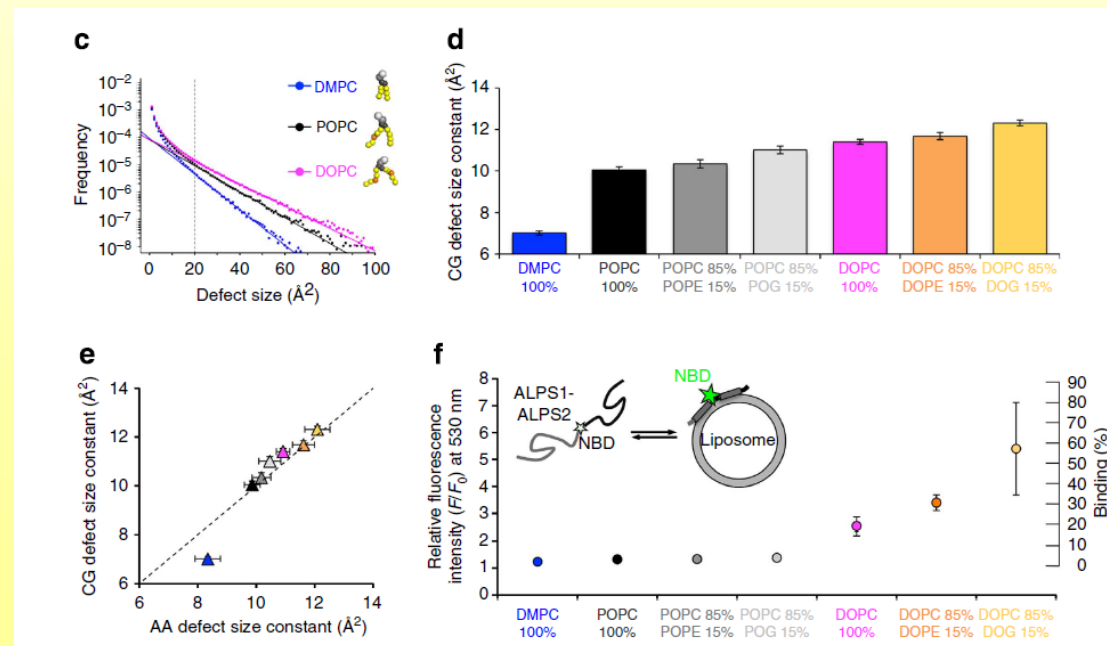 c
10⁻²
10⁻³
10⁻⁴
10⁻⁵
10⁻⁶
10⁻⁷
10⁻⁸
Frequency
0 20 40 60 80 100
Defect size (Å²)
DMPC
POPC
DOPC
d
CG defect size constant (Å²)
14
12
10
8
6
DMPC POPC POPC 85% POPC 85% DOPC DOPC 85% DOPC 85%
100% 100% POPE 15% POG 15% 100% DOPE 15% DOG 15%
e
CG defect size constant (Å²)
14
12
10
8
6
6 8 10 12 14
AA defect size constant (Å²)
f
Relative fluorescence
intensity (F/F₀) at 530 nm
8
7
6
5
4
3
2
1
0
ALPS1-
ALPS2
NBD
NBD
Liposome
90
80
70
60
50
40
30
20
10
0
Binding (%)
DMPC POPC POPC 85% POPC 85% DOPC DOPC 85% DOPC 85%
100% 100% POPE 15% POG 15% 100% DOPE 15% DOG 15%